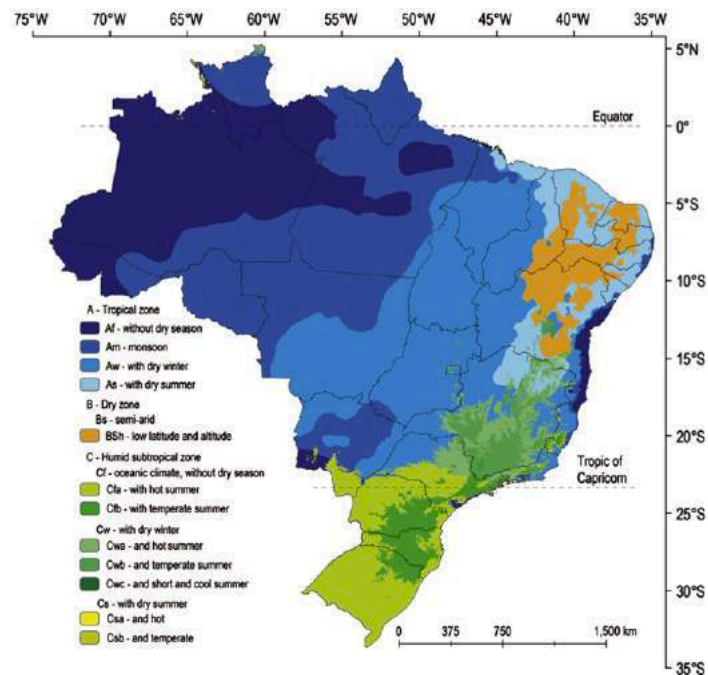 75°W 70°W 65°W 60°W 55°W 50°W 45°W 40°W 35°W
5°N
Equator
0°
5°S
10°S
A - Tropical zone
Af - without dry season
Am - monsoon
Aw - with dry winter
As - with dry summer
15°S
B - Dry zone
Bs - semi-arid
BSh - low latitude and altitude
20°S
C - Humid subtropical zone
Cf - oceanic climate, without dry season
Tropic of
Capricorn
Cfa - with hot summer
Cfb - with temperate summer
25°S
Cw - with dry winter
Cwa - and hot summer
Cwb - and temperate summer
Cwc - and short and cool summer
30°S
Cs - with dry summer
Csa - and hot
Csb - and temperate
0 375 750 1,500 km
35°S